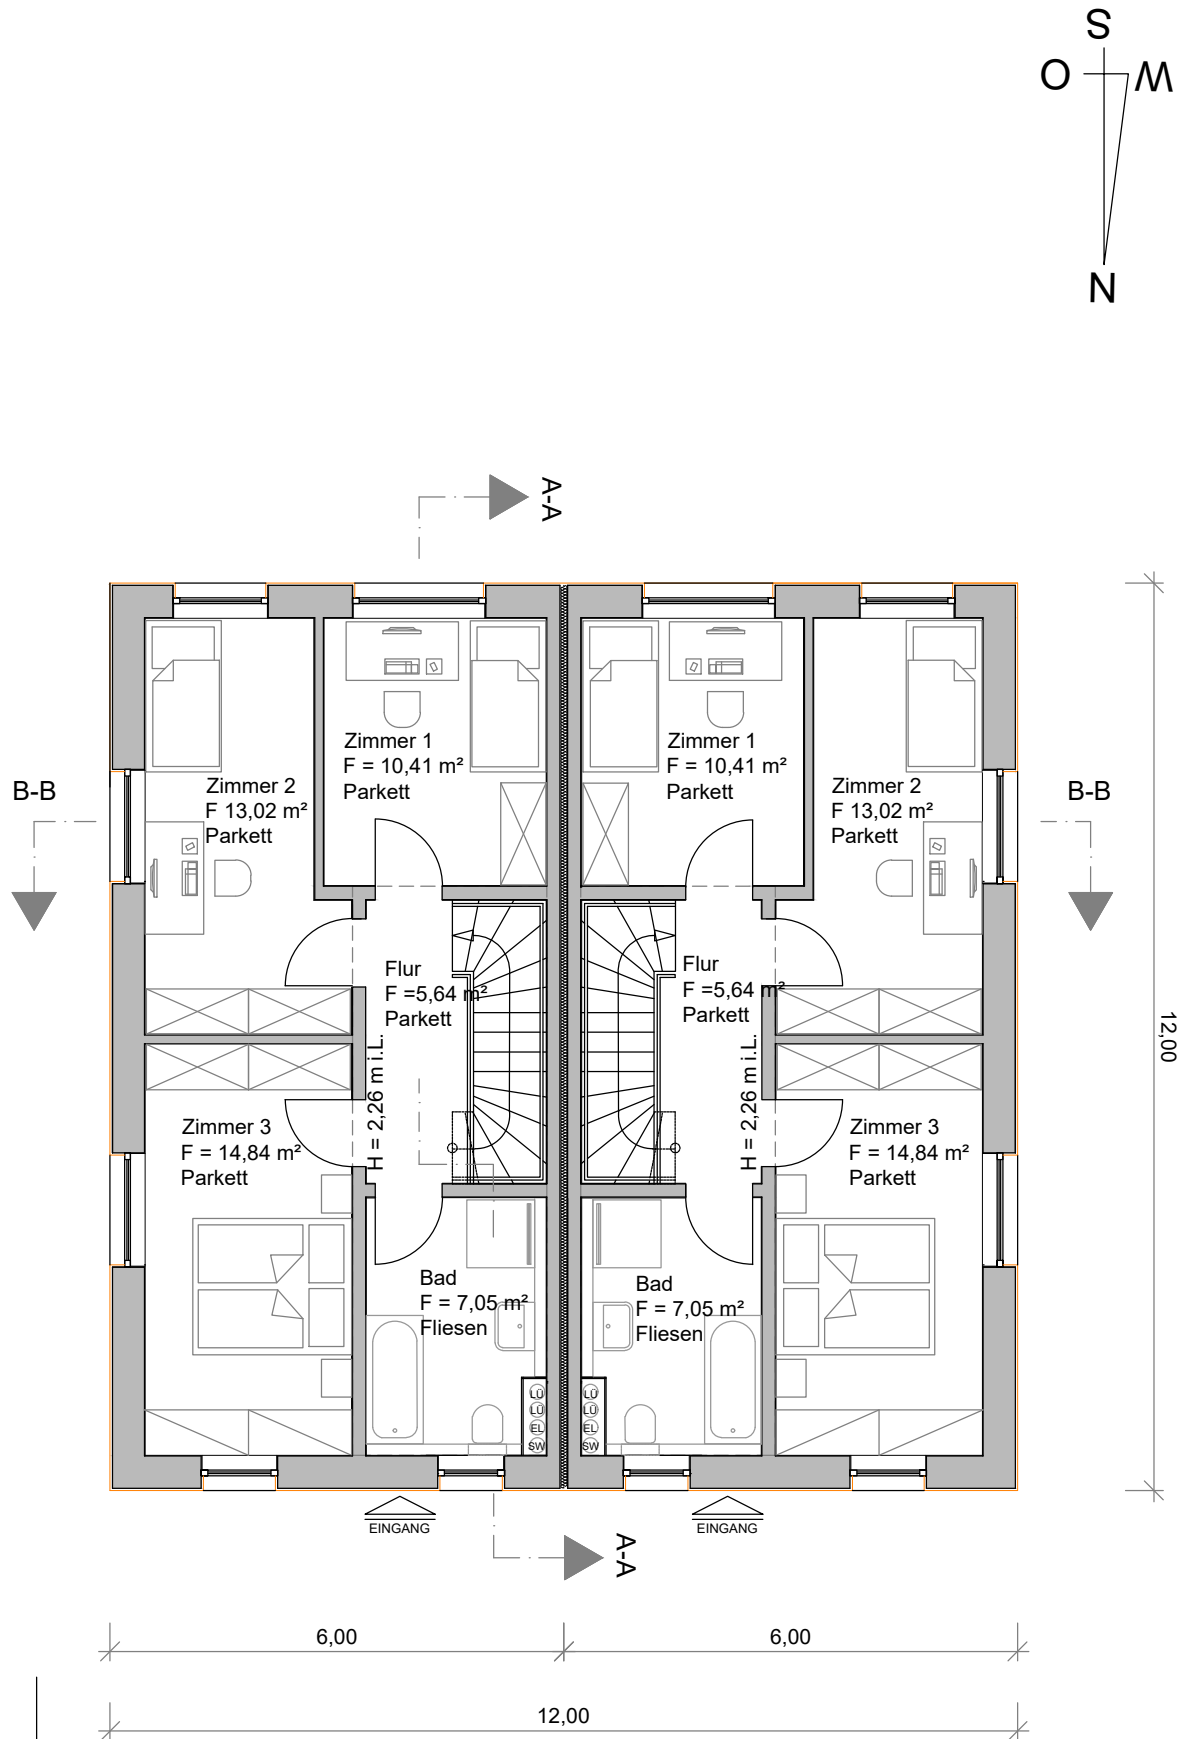 S
O W
N
A-A
B-B
B-B
Zimmer 2
F 13,02 m²
Parkett
Zimmer 1
F = 10,41 m²
Parkett
Zimmer 1
F = 10,41 m²
Parkett
Zimmer 2
F 13,02 m²
Parkett
Flur
F =5,64 m²
Parkett
H = 2,26 m i.L.
Flur
F =5,64 m²
Parkett
H = 2,26 m i.L.
12,00
Zimmer 3
F = 14,84 m²
Parkett
Zimmer 3
F = 14,84 m²
Parkett
Bad
F = 7,05 m²
Fliesen
Bad
F = 7,05 m²
Fliesen
LÜ
LÜ
EL
SW
LÜ
LÜ
EL
SW
EINGANG
EINGANG
A-A
6,00
6,00
12,00